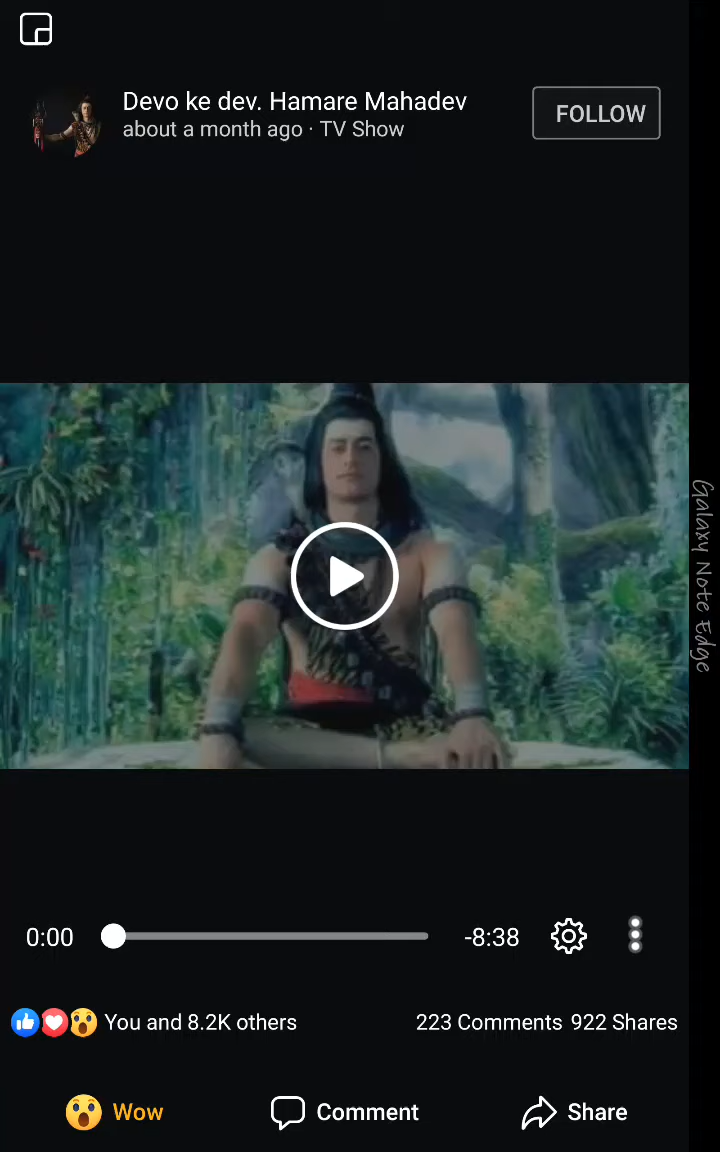 Devo ke dev. Hamare Mahadev
about a month ago · TV Show
FOLLOW
Galaxy Note Edge
0:00
-8:38
You and 8.2K others
223 Comments 922 Shares
Wow
Comment
Share